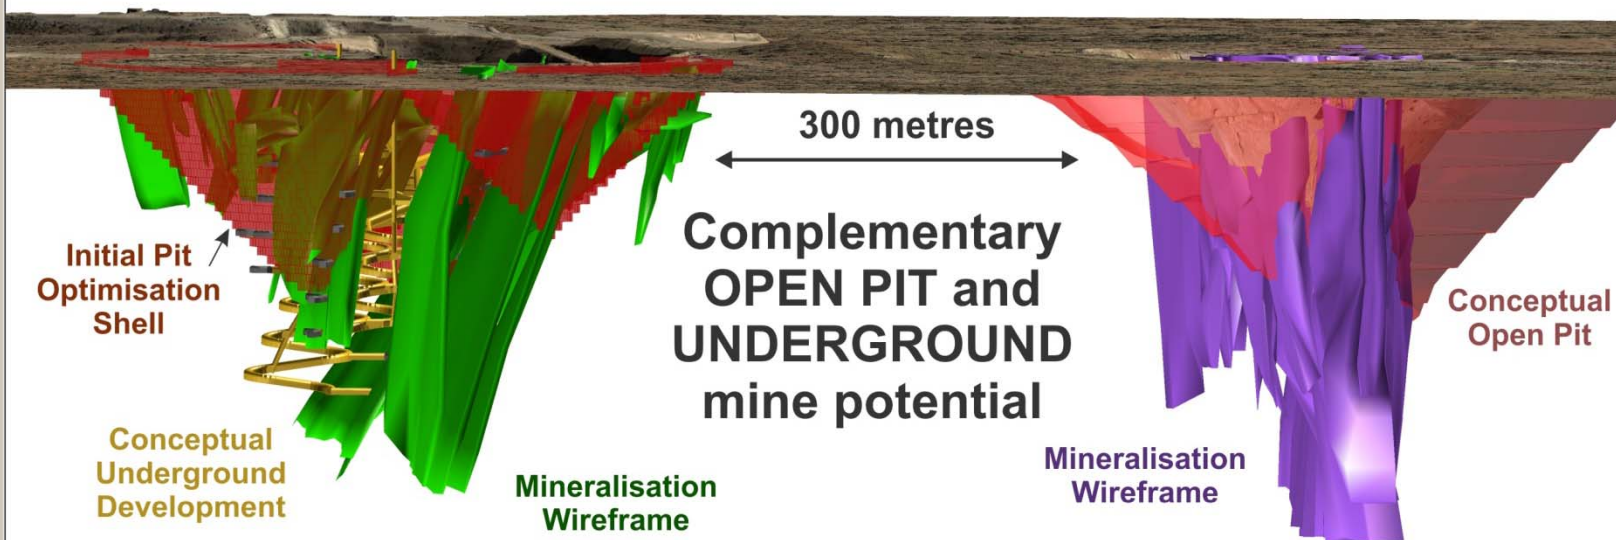 300 metres
Complementary
OPEN PIT and
UNDERGROUND
mine potential
Initial Pit
Optimisation
Shell
Conceptual
Underground
Development
Mineralisation
Wireframe
Mineralisation
Wireframe
Conceptual
Open Pit